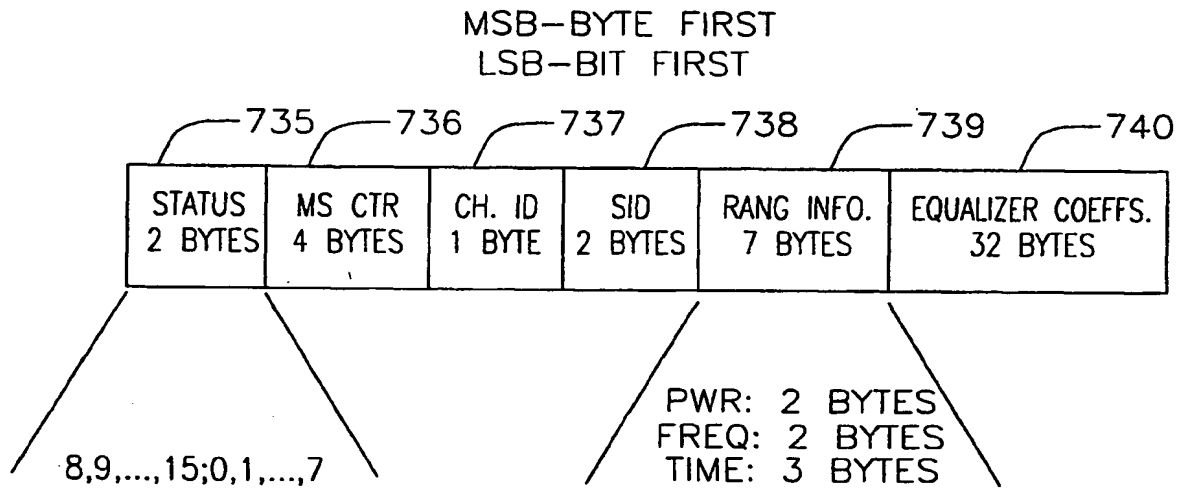 MSB-BYTE FIRST
LSB-BIT FIRST
735 736 737 738 739 740
STATUS MS CTR CH. ID SID RANG INFO. EQUALIZER COEFFS.
2 BYTES 4 BYTES 1 BYTE 2 BYTES 7 BYTES 32 BYTES
PWR: 2 BYTES
FREQ: 2 BYTES
8,9,...,15;0,1,...,7 TIME: 3 BYTES